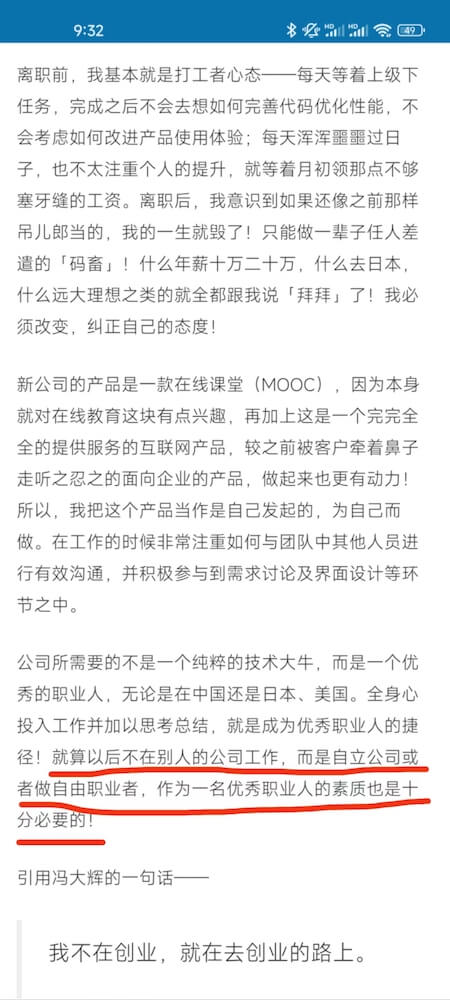 9:32
HD HD 49
离职前，我基本就是打工者心态——每天等着上级下
任务，完成之后不会去想如何完善代码优化性能，不
会考虑如何改进产品使用体验；每天浑浑噩噩过日
子，也不太注重个人的提升，就等着月初领那点不够
塞牙缝的工资。离职后，我意识到如果还像之前那样
吊儿郎当的，我的一生就毁了！只能做一辈子任人差
遣的「码畜」！什么年薪十万二十万，什么去日本，
什么远大理想之类的就全都跟我说「拜拜」了！我必
须改变，纠正自己的态度！
新公司的产品是一款在线课堂（MOOC），因为本身
就对在线教育这块有点兴趣，再加上这是一个完完全
全的提供服务的互联网产品，较之前被客户牵着鼻子
走听之忍之的面向企业的产品，做起来也更有动力！
所以，我把这个产品当作是自己发起的，为自己而
做。在工作的时候非常注重如何与团队中其他人员进
行有效沟通，并积极参与到需求讨论及界面设计等环
节之中。
公司所需要的不是一个纯粹的技术大牛，而是一个优
秀的职业人，无论是在中国还是日本、美国。全身心
投入工作并加以思考总结，就是成为优秀职业人的捷
径！就算以后不在别人的公司工作，而是自立公司或
者做自由职业者，作为一名优秀职业人的素质也是十
分必要的！
引用冯大辉的一句话——
我不在创业，就在去创业的路上。